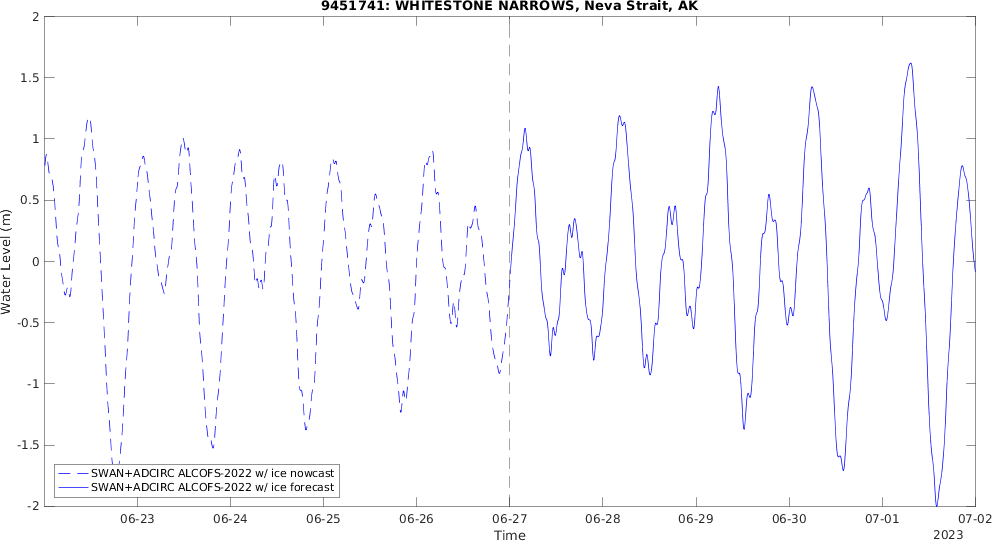 9451741: WHITESTONE NARROWS, Neva Strait, AK
Water Level (m)
2
1.5
1
0.5
0
-0.5
-1
-1.5
-2
SWAN+ADCIRC ALCOFS-2022 w/ ice nowcast
SWAN+ADCIRC ALCOFS-2022 w/ ice forecast
06-23 06-24 06-25 06-26 06-27 06-28 06-29 06-30 07-01 07-02
Time
2023